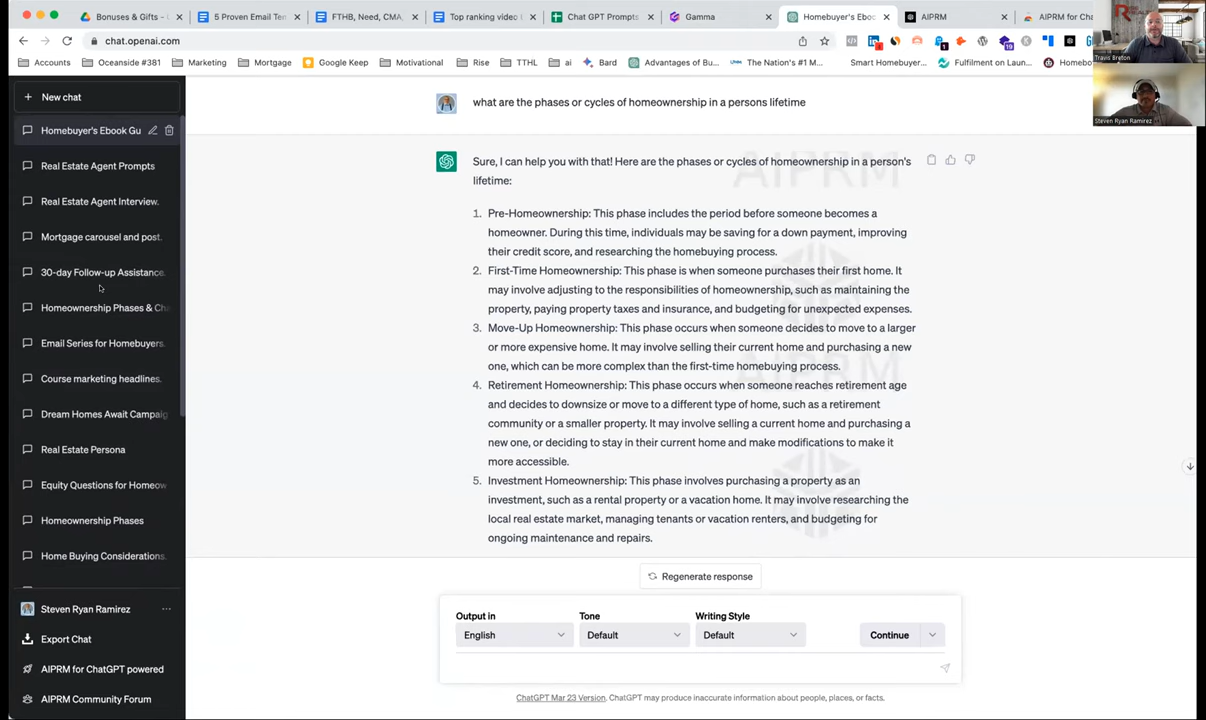 Bonuses & Gifts -
5 Proven Email Ter
FTHB, Need, CMA,
Top ranking video
Chat GPT Prompts
Gamma
Homebuyer's Eboc
AIPRM
AIPRM for Cha
chat.openai.com
Accounts
Oceanside #381
Marketing
Mortgage
Google Keep
Motivational
Rise
TTHL
ai
Bard
Advantages of Bu...
The Nation's #1 M...
Smart Homebuyer...
Fulfilment on Laun...
Travis Breton
Steven Ryan Ramirez
New chat
Homebuyer's Ebook Gu
Real Estate Agent Prompts
Real Estate Agent Interview.
Mortgage carousel and post.
30-day Follow-up Assistance.
Homeownership Phases & Cha
Email Series for Homebuyers.
Course marketing headlines.
Dream Homes Await Campaig
Real Estate Persona
Equity Questions for Homeow
Homeownership Phases
Home Buying Considerations.
Steven Ryan Ramirez
Export Chat
AIPRM for ChatGPT powered
AIPRM Community Forum
what are the phases or cycles of homeownership in a persons lifetime
Sure, I can help you with that! Here are the phases or cycles of homeownership in a person's
lifetime:
1. Pre-Homeownership: This phase includes the period before someone becomes a
homeowner. During this time, individuals may be saving for a down payment, improving
their credit score, and researching the homebuying process.
2. First-Time Homeownership: This phase is when someone purchases their first home. It
may involve adjusting to the responsibilities of homeownership, such as maintaining the
property, paying property taxes and insurance, and budgeting for unexpected expenses.
3. Move-Up Homeownership: This phase occurs when someone decides to move to a larger
or more expensive home. It may involve selling their current home and purchasing a new
one, which can be more complex than the first-time homebuying process.
4. Retirement Homeownership: This phase occurs when someone reaches retirement age
and decides to downsize or move to a different type of home, such as a retirement
community or a smaller property. It may involve selling a current home and purchasing a
new one, or deciding to stay in their current home and make modifications to make it
more accessible.
5. Investment Homeownership: This phase involves purchasing a property as an
investment, such as a rental property or a vacation home. It may involve researching the
local real estate market, managing tenants or vacation renters, and budgeting for
ongoing maintenance and repairs.
AIPRM
AIPRM
Regenerate response
Output in
Tone
Writing Style
English
Default
Default
Continue
ChatGPT Mar 23 Version. ChatGPT may produce inaccurate information about people, places, or facts.